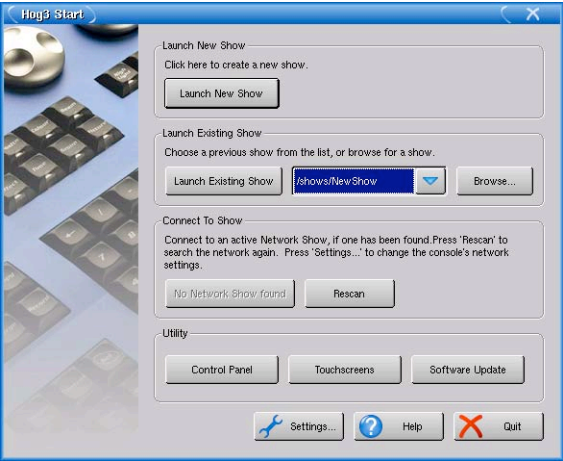 Hog3 Start
Launch New Show
Click here to create a new show.
Launch New Show
Launch Existing Show
Choose a previous show from the list, or browse for a show.
Launch Existing Show
/shows/NewShow
Browse...
Connect To Show
Connect to an active Network Show, if one has been found.Press 'Rescan' to
search the network again. Press 'Settings...' to change the console's network
settings.
No Network Show found
Rescan
Utility
Control Panel
Touchscreens
Software Update
Settings...
Help
Quit